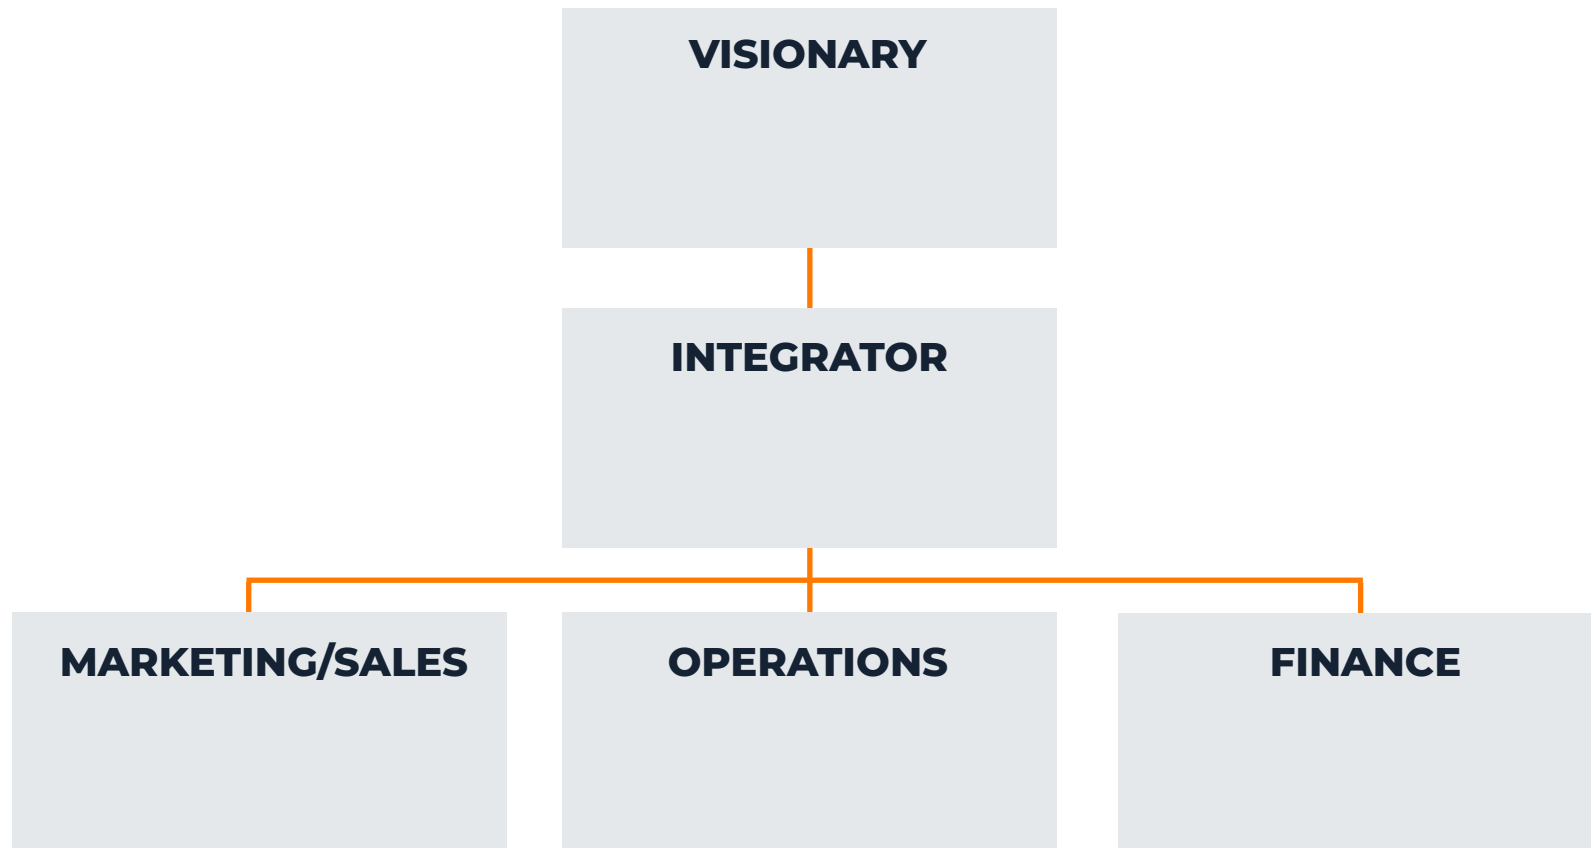 VISIONARY
INTEGRATOR
MARKETING/SALES
OPERATIONS
FINANCE